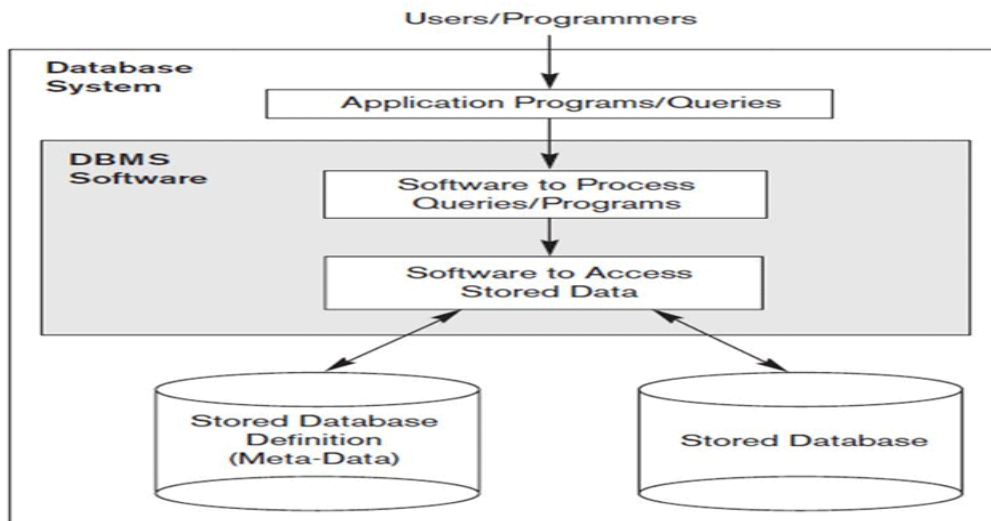 Users/Programmers
Database
System
Application Programs/Queries
DBMS
Software
Software to Process
Queries/Programs
Software to Access
Stored Data
Stored Database
Definition
(Meta-Data)
Stored Database